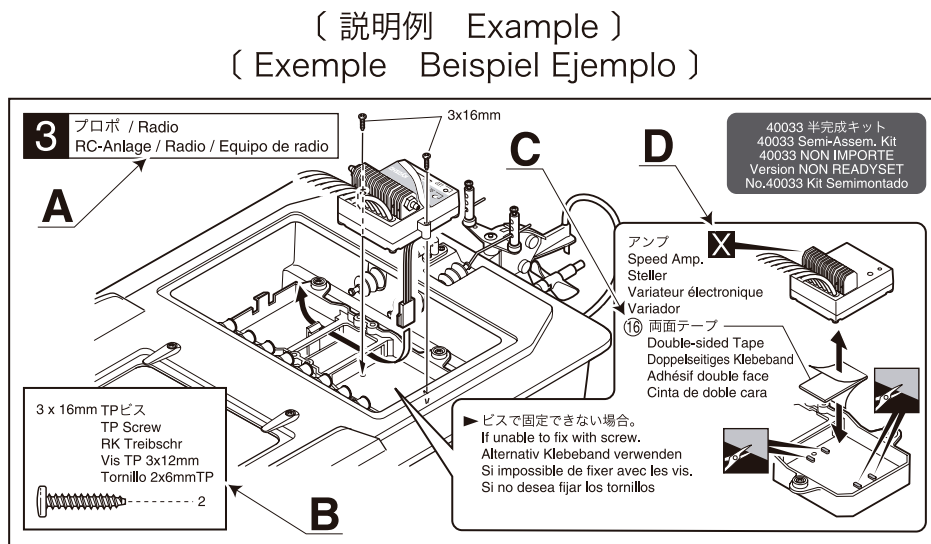 〔 説明例 Example 〕
〔 Exemple Beispiel Ejemplo 〕
3 プロポ / Radio
RC-Anlage / Radio / Equipo de radio
A
3x16mm
C
D
40033 半完成キット
40033 Semi-Assem. Kit
40033 NON IMPORTE
Version NON READYSET
No.40033 Kit Semimontado
X
アンプ
Speed Amp.
Steller
Variateur électronique
Variador
⑯ 両面テープ
Double-sided Tape
Doppelseitiges Klebeband
Adhésif double face
Cinta de doble cara
► ビスで固定できない場合。
If unable to fix with screw.
Alternativ Klebeband verwenden
Si impossible de fixer avec les vis.
Si no desea fijar los tornillos
3 x 16mm TPビス
TP Screw
RK Treibschr
Vis TP 3x12mm
Tornillo 2x6mmTP
2
B